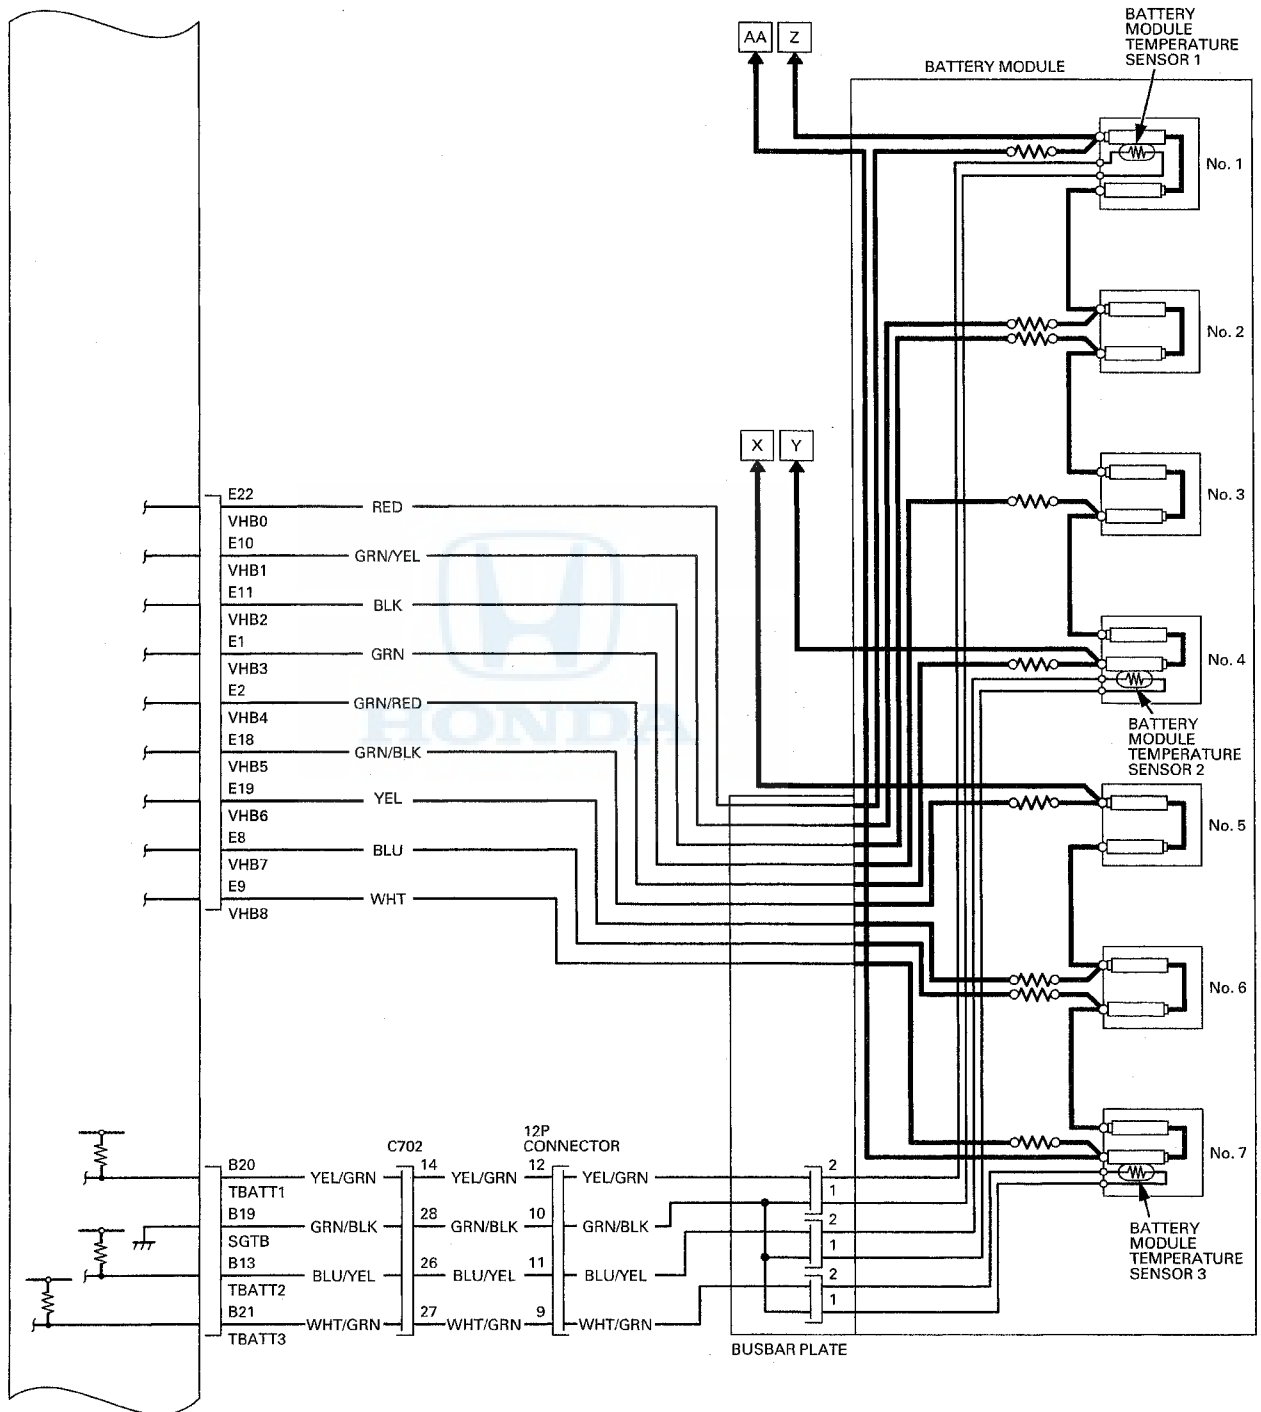 BATTERY
MODULE
TEMPERATURE
SENSOR 1
AA
Z
BATTERY MODULE
No. 1
No. 2
X
Y
No. 3
E22
RED
VHB0
E10
GRN/YEL
VHB1
E11
BLK
VHB2
E1
GRN
VHB3
No. 4
E2
GRN/RED
VHB4
HONDA
BATTERY
MODULE
TEMPERATURE
SENSOR 2
E18
GRN/BLK
VHB5
E19
YEL
VHB6
No. 5
E8
BLU
VHB7
E9
WHT
VHB8
No. 6
C702
12P
CONNECTOR
No. 7
B20
YEL/GRN
14
YEL/GRN
12
YEL/GRN
2
TBATT1
1
B19
GRN/BLK
28
GRN/BLK
10
GRN/BLK
2
SGTB
1
B13
BLU/YEL
26
BLU/YEL
11
BLU/YEL
2
TBATT2
1
B21
WHT/GRN
27
WHT/GRN
9
WHT/GRN
TBATT3
BATTERY
MODULE
TEMPERATURE
SENSOR 3
BUSBAR PLATE